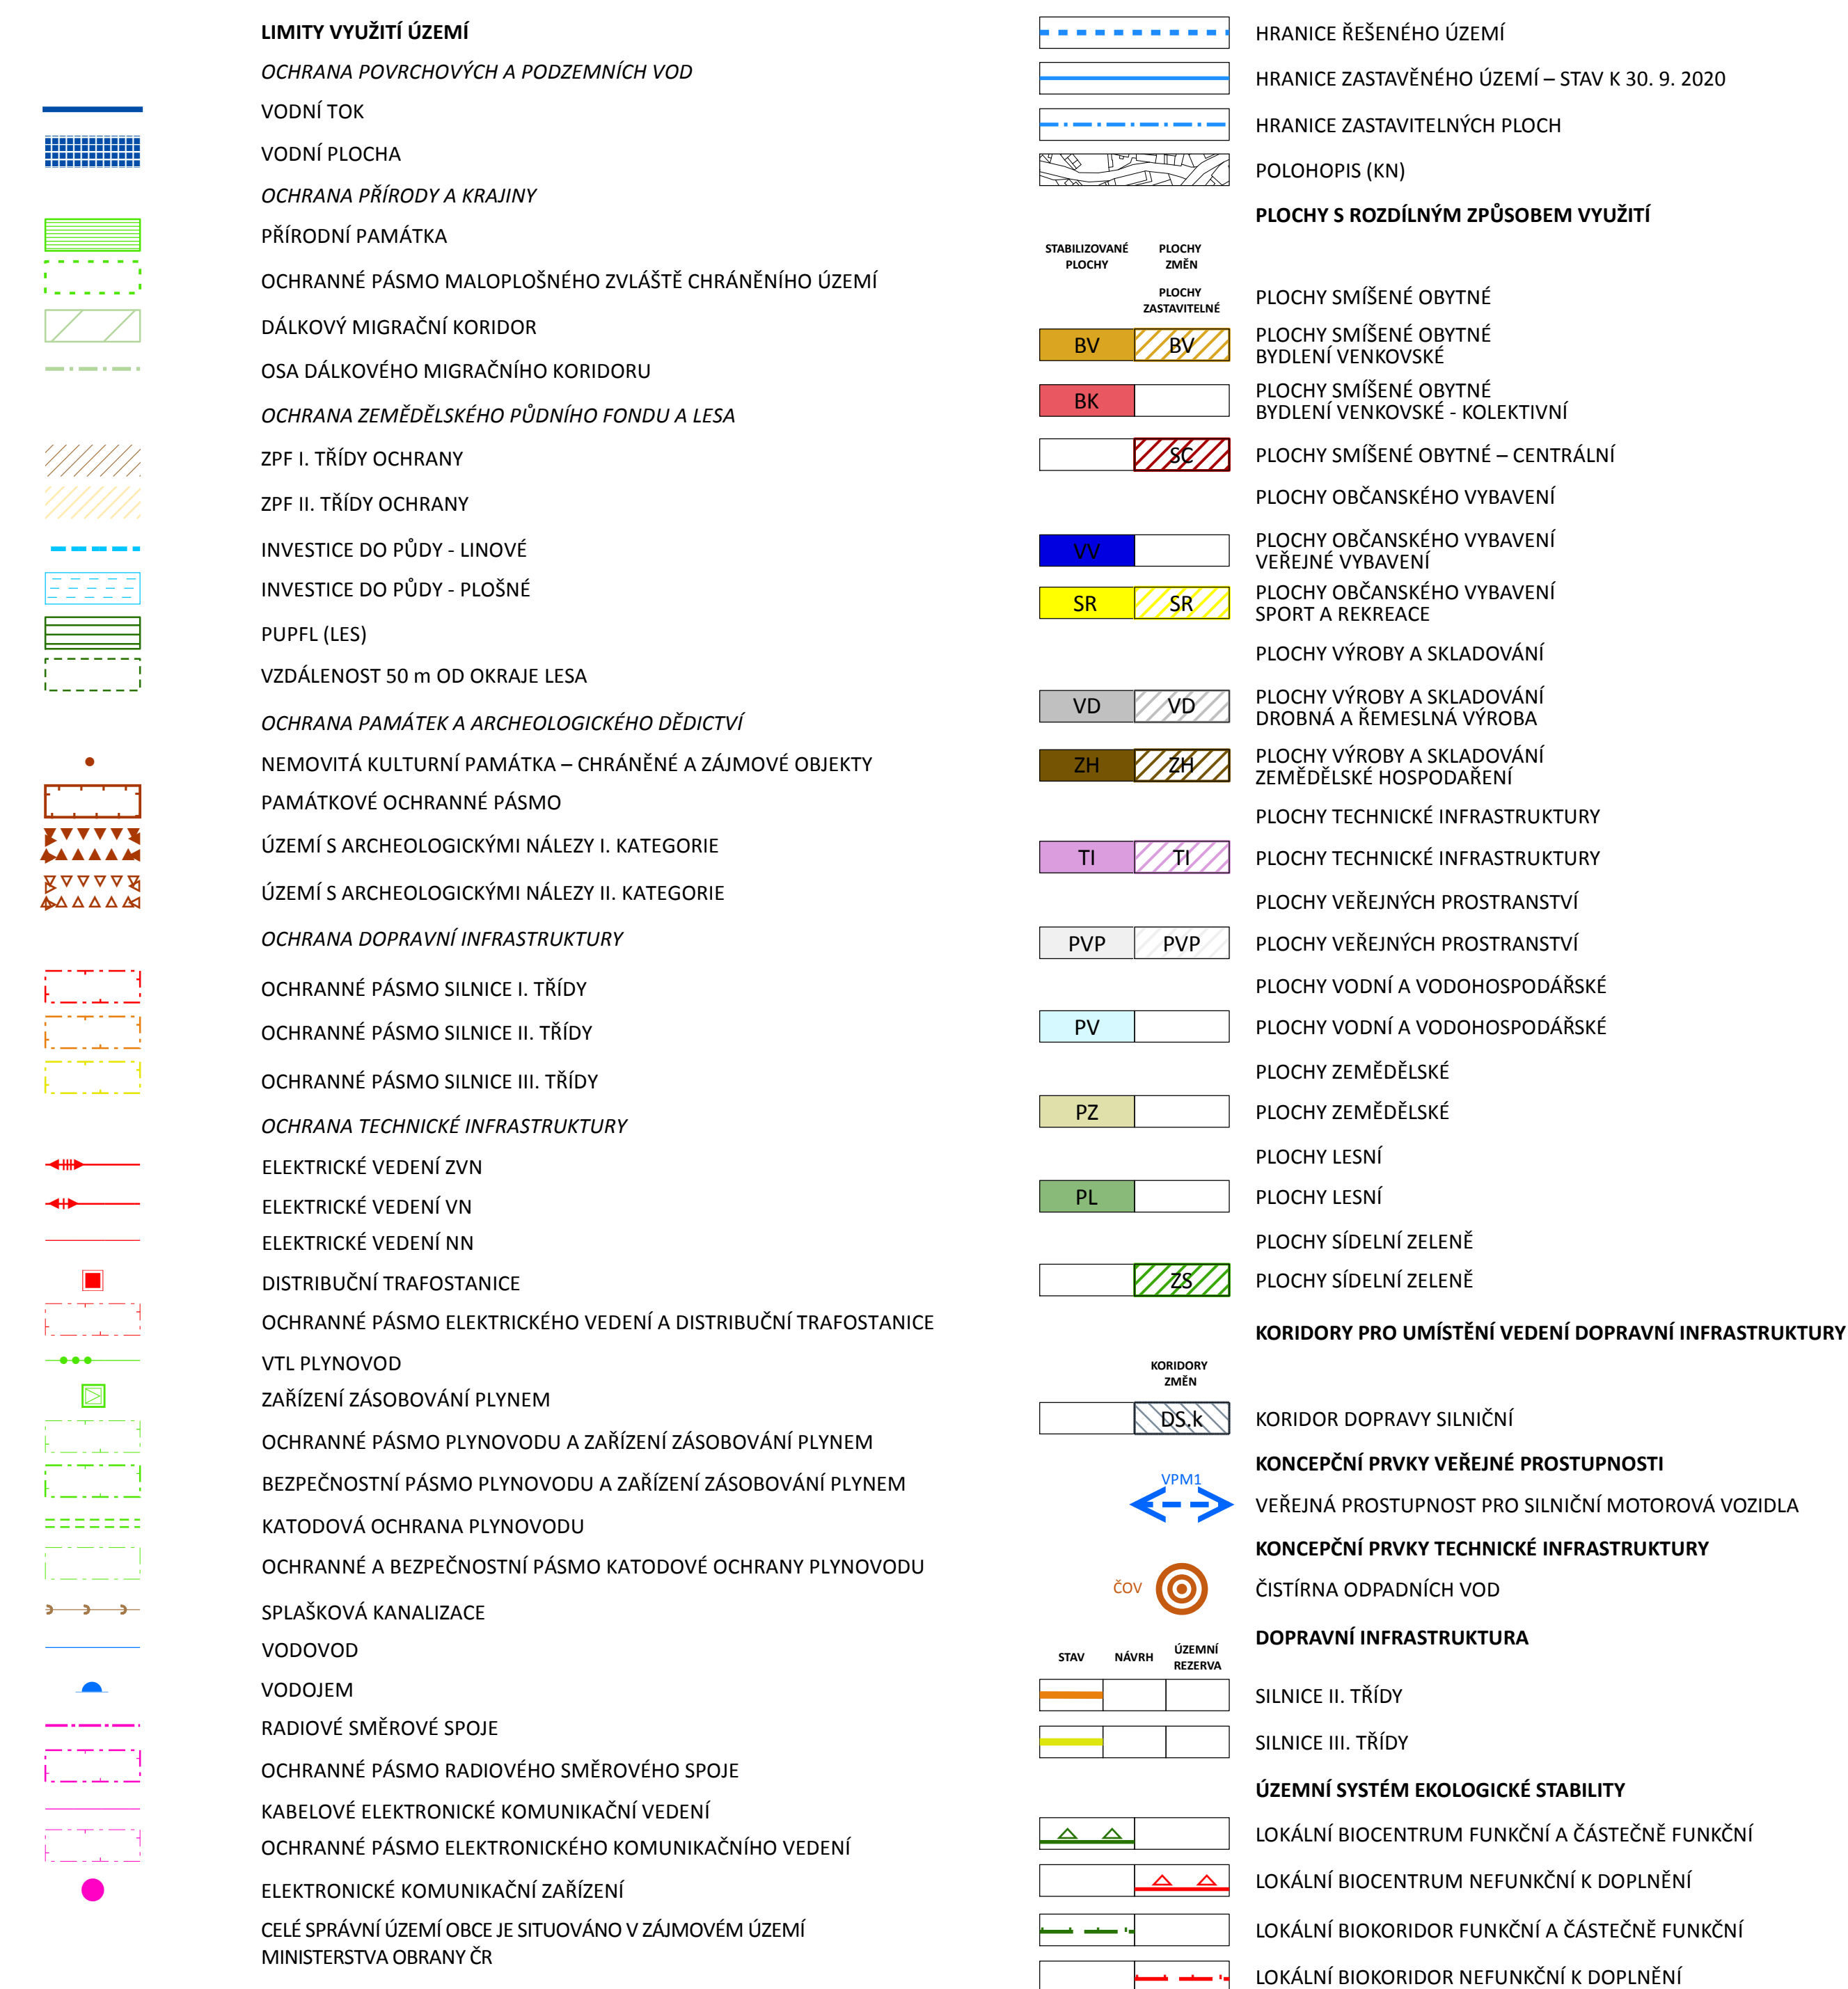 LIMITY VYUŽITÍ ÚZEMÍ
OCHRANA POVRCHOVÝCH A PODZEMNÍCH VOD
VODNÍ TOK
VODNÍ PLOCHA
OCHRANA PŘÍRODY A KRAJINY
PŘÍRODNÍ PAMÁTKA
OCHRANNÉ PÁSMO MALOPLOŠNÉHO ZVLÁŠTĚ CHRÁNĚNÍHO ÚZEMÍ
DÁLKOVÝ MIGRAČNÍ KORIDOR
OSA DÁLKOVÉHO MIGRAČNÍHO KORIDORU
OCHRANA ZEMĚDĚLSKÉHO PŮDNÍHO FONDU A LESA
ZPF I. TŘÍDY OCHRANY
ZPF II. TŘÍDY OCHRANY
INVESTICE DO PŮDY - LINOVÉ
INVESTICE DO PŮDY - PLOŠNÉ
PUPFL (LES)
VZDÁLENOST 50 m OD OKRAJE LESA
OCHRANA PAMÁTEK A ARCHEOLOGICKÉHO DĚDICTVÍ
NEMOVITÁ KULTURNÍ PAMÁTKA – CHRÁNĚNÉ A ZÁJMOVÉ OBJEKTY
PAMÁTKOVÉ OCHRANNÉ PÁSMO
ÚZEMÍ S ARCHEOLOGICKÝMI NÁLEZY I. KATEGORIE
ÚZEMÍ S ARCHEOLOGICKÝMI NÁLEZY II. KATEGORIE
OCHRANA DOPRAVNÍ INFRASTRUKTURY
OCHRANNÉ PÁSMO SILNICE I. TŘÍDY
OCHRANNÉ PÁSMO SILNICE II. TŘÍDY
OCHRANNÉ PÁSMO SILNICE III. TŘÍDY
OCHRANA TECHNICKÉ INFRASTRUKTURY
ELEKTRICKÉ VEDENÍ ZVN
ELEKTRICKÉ VEDENÍ VN
ELEKTRICKÉ VEDENÍ NN
DISTRIBUČNÍ TRAFOSTANICE
OCHRANNÉ PÁSMO ELEKTRICKÉHO VEDENÍ A DISTRIBUČNÍ TRAFOSTANICE
VTL PLYNOVOD
ZAŘÍZENÍ ZÁSOBOVÁNÍ PLYNEM
OCHRANNÉ PÁSMO PLYNOVODU A ZAŘÍZENÍ ZÁSOBOVÁNÍ PLYNEM
BEZPEČNOSTNÍ PÁSMO PLYNOVODU A ZAŘÍZENÍ ZÁSOBOVÁNÍ PLYNEM
KATODOVÁ OCHRANA PLYNOVODU
OCHRANNÉ A BEZPEČNOSTNÍ PÁSMO KATODOVÉ OCHRANY PLYNOVODU
SPLAŠKOVÁ KANALIZACE
VODOVOD
VODOJEM
RADIOVÉ SMĚROVÉ SPOJE
OCHRANNÉ PÁSMO RADIOVÉHO SMĚROVÉHO SPOJE
KABELOVÉ ELEKTRONICKÉ KOMUNIKAČNÍ VEDENÍ
OCHRANNÉ PÁSMO ELEKTRONICKÉHO KOMUNIKAČNÍHO VEDENÍ
ELEKTRONICKÉ KOMUNIKAČNÍ ZAŘÍZENÍ
CELÉ SPRÁVNÍ ÚZEMÍ OBCE JE SITUOVÁNO V ZÁJMOVÉM ÚZEMÍ
MINISTERSTVA OBRANY ČR
HRANICE ŘEŠENÉHO ÚZEMÍ
HRANICE ZASTAVĚNÉHO ÚZEMÍ – STAV K 30. 9. 2020
HRANICE ZASTAVITELNÝCH PLOCH
POLOHOPIS (KN)
PLOCHY S ROZDÍLNÝM ZPŮSOBEM VYUŽITÍ
STABILIZOVANÉ PLOCHY
PLOCHY ZMĚN
PLOCHY ZASTAVITELNÉ
PLOCHY SMÍŠENÉ OBYTNÉ
BV BV PLOCHY SMÍŠENÉ OBYTNÉ
BYDLENÍ VENKOVSKÉ
BK PLOCHY SMÍŠENÉ OBYTNÉ
BYDLENÍ VENKOVSKÉ - KOLEKTIVNÍ
SC PLOCHY SMÍŠENÉ OBYTNÉ – CENTRÁLNÍ
PLOCHY OBČANSKÉHO VYBAVENÍ
VV PLOCHY OBČANSKÉHO VYBAVENÍ
VEŘEJNÉ VYBAVENÍ
SR SR PLOCHY OBČANSKÉHO VYBAVENÍ
SPORT A REKREACE
PLOCHY VÝROBY A SKLADOVÁNÍ
VD VD PLOCHY VÝROBY A SKLADOVÁNÍ
DROBNÁ A ŘEMESLNÁ VÝROBA
ZH ZH PLOCHY VÝROBY A SKLADOVÁNÍ
ZEMĚDĚLSKÉ HOSPODAŘENÍ
PLOCHY TECHNICKÉ INFRASTRUKTURY
TI TI PLOCHY TECHNICKÉ INFRASTRUKTURY
PLOCHY VEŘEJNÝCH PROSTRANSTVÍ
PVP PVP PLOCHY VEŘEJNÝCH PROSTRANSTVÍ
PLOCHY VODNÍ A VODOHOSPODÁŘSKÉ
PV PLOCHY VODNÍ A VODOHOSPODÁŘSKÉ
PLOCHY ZEMĚDĚLSKÉ
PZ PLOCHY ZEMĚDĚLSKÉ
PLOCHY LESNÍ
PL PLOCHY LESNÍ
PLOCHY SÍDELNÍ ZELENĚ
ZS PLOCHY SÍDELNÍ ZELENĚ
KORIDORY PRO UMÍSTĚNÍ VEDENÍ DOPRAVNÍ INFRASTRUKTURY
KORIDORY ZMĚN
DS.k KORIDOR DOPRAVY SILNIČNÍ
KONCEPČNÍ PRVKY VEŘEJNÉ PROSTUPNOSTI
VPM1
VEŘEJNÁ PROSTUPNOST PRO SILNIČNÍ MOTOROVÁ VOZIDLA
KONCEPČNÍ PRVKY TECHNICKÉ INFRASTRUKTURY
ČOV ČISTÍRNA ODPADNÍCH VOD
DOPRAVNÍ INFRASTRUKTURA
STAV NÁVRH ÚZEMNÍ REZERVA
SILNICE II. TŘÍDY
SILNICE III. TŘÍDY
ÚZEMNÍ SYSTÉM EKOLOGICKÉ STABILITY
LOKÁLNÍ BIOCENTRUM FUNKČNÍ A ČÁSTEČNĚ FUNKČNÍ
LOKÁLNÍ BIOCENTRUM NEFUNKČNÍ K DOPLNĚNÍ
LOKÁLNÍ BIOKORIDOR FUNKČNÍ A ČÁSTEČNĚ FUNKČNÍ
LOKÁLNÍ BIOKORIDOR NEFUNKČNÍ K DOPLNĚNÍ